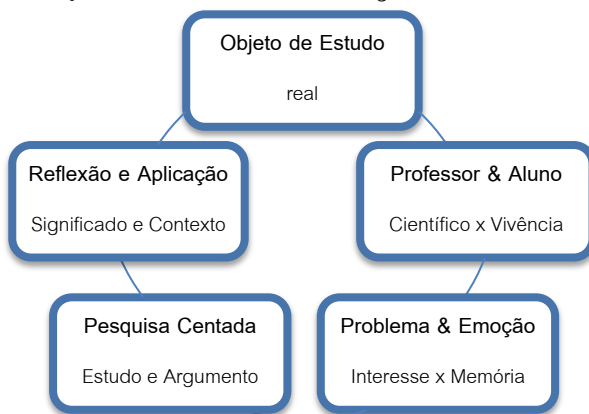 Objeto de Estudo
real
Reflexão e Aplicação
Significado e Contexto
Professor & Aluno
Científico x Vivência
Pesquisa Centada
Estudo e Argumento
Problema & Emoção
Interesse x Memória